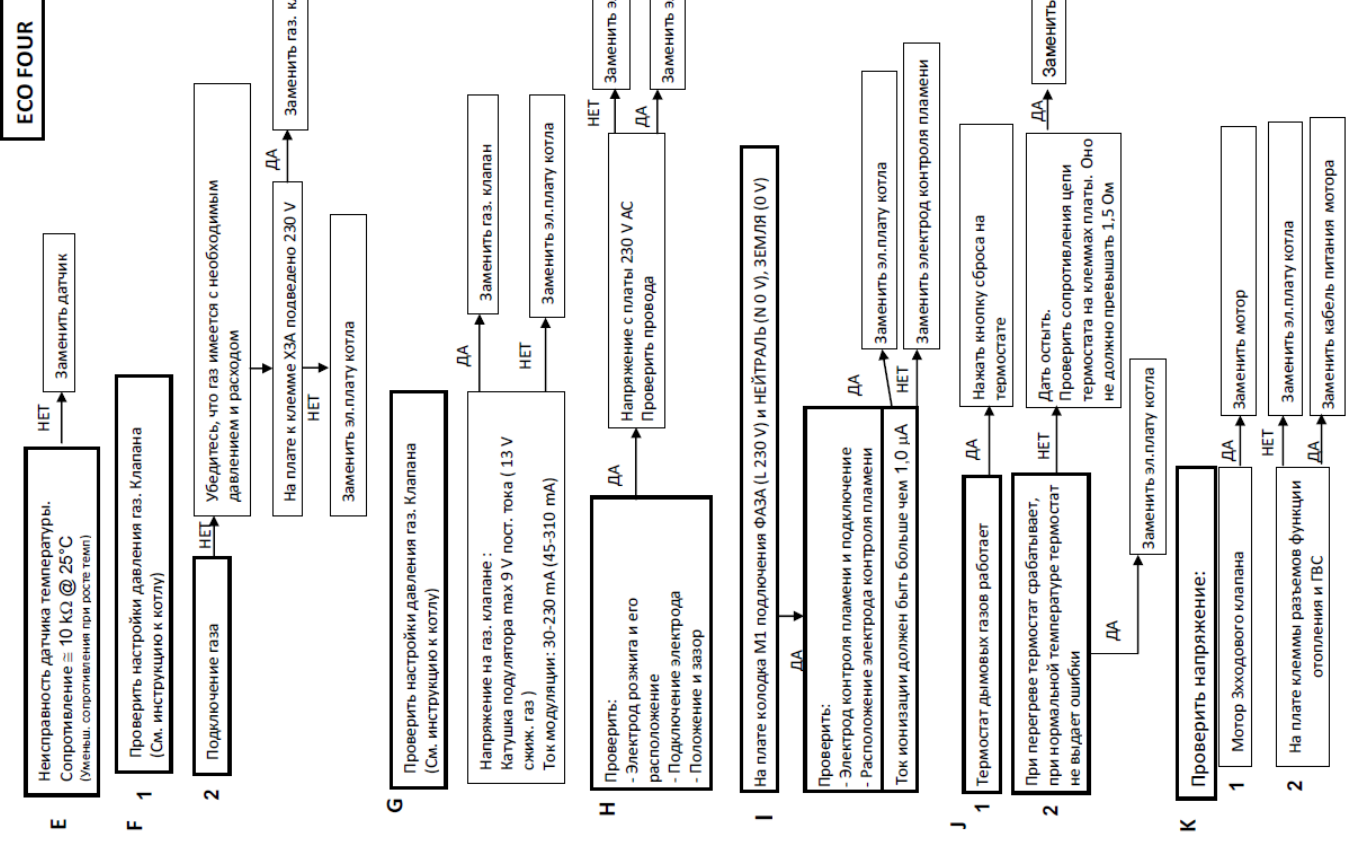 ECO FOUR
E
Неисправность датчика температуры.
Сопротивление ≅ 10 kΩ @ 25°C
(Уменьш. сопротивления при росте темп)
НЕТ
Заменить датчик
F
1
Проверить настройки давления газ. Клапана
(См. инструкцию к котлу)
2
Подключение газа
НЕТ
Убедитесь, что газ имеется с необходимым
давлением и расходом
На плате к клемме X3A подведено 230 V
ДА
Заменить газ.
НЕТ
Заменить эл.плату котла
G
Проверить настройки давления газ. Клапана
(См. инструкцию к котлу)
Напряжение на газ. клапане :
Катушка подулятора max 9 V пост. тока ( 13 V
сжиж. газ )
Ток модуляции: 30-230 mA (45-310 mA)
ДА
Заменить газ. клапан
НЕТ
Заменить эл.плату котла
H
Проверить:
- Электрод розжига и его
расположение
- Подключение электрода
- Положение и зазор
ДА
Напряжение с платы 230 V AC
Проверить провода
НЕТ
Заменить
ДА
Заменить
I
На плате колодка М1 подключения ФАЗА (L 230 V) и НЕЙТРАЛЬ (N 0 V), ЗЕМЛЯ (0 V)
ДА
Проверить:
- Электрод контроля пламени и подключение
- Расположение электрода контроля пламени
Ток ионизации должен быть больше чем 1,0 μA
ДА
Заменить эл.плату котла
НЕТ
Заменить электрод контроля пламени
J
1
Термостат дымовых газов работает
ДА
Нажать кнопку сброса на
термостате
2
При перегреве термостат срабатывает,
при нормальной температуре термостат
не выдает ошибки
НЕТ
Дать остыть.
Проверить сопротивления цепи
термостата на клеммах платы. Оно
не должно превышать 1,5 Ом
ДА
Заменить
ДА
Заменить эл.плату котла
K
Проверить напряжение:
1
Мотор 3хходового клапана
ДА
Заменить мотор
2
На плате клеммы разъемов функции
отопления и ГВС
НЕТ
Заменить эл.плату котла
ДА
Заменить кабель питания мотора